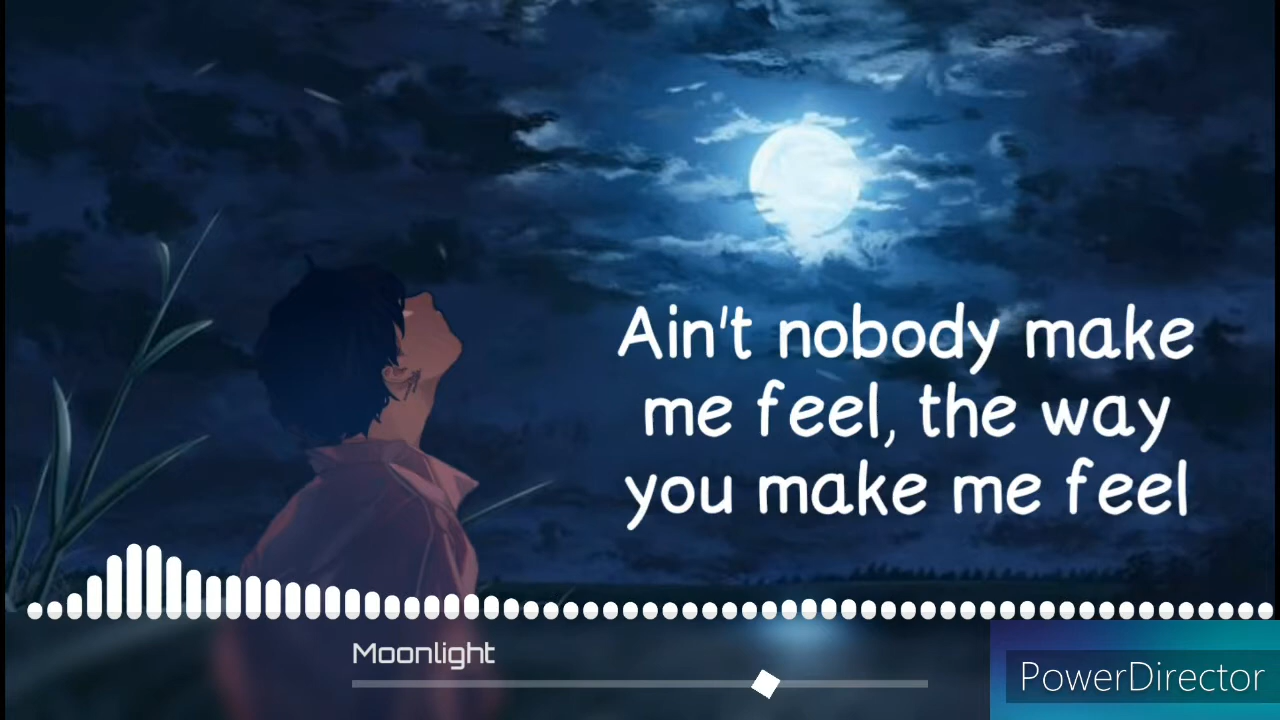 Ain't nobody make
me feel, the way
you make me feel
Moonlight
PowerDirector